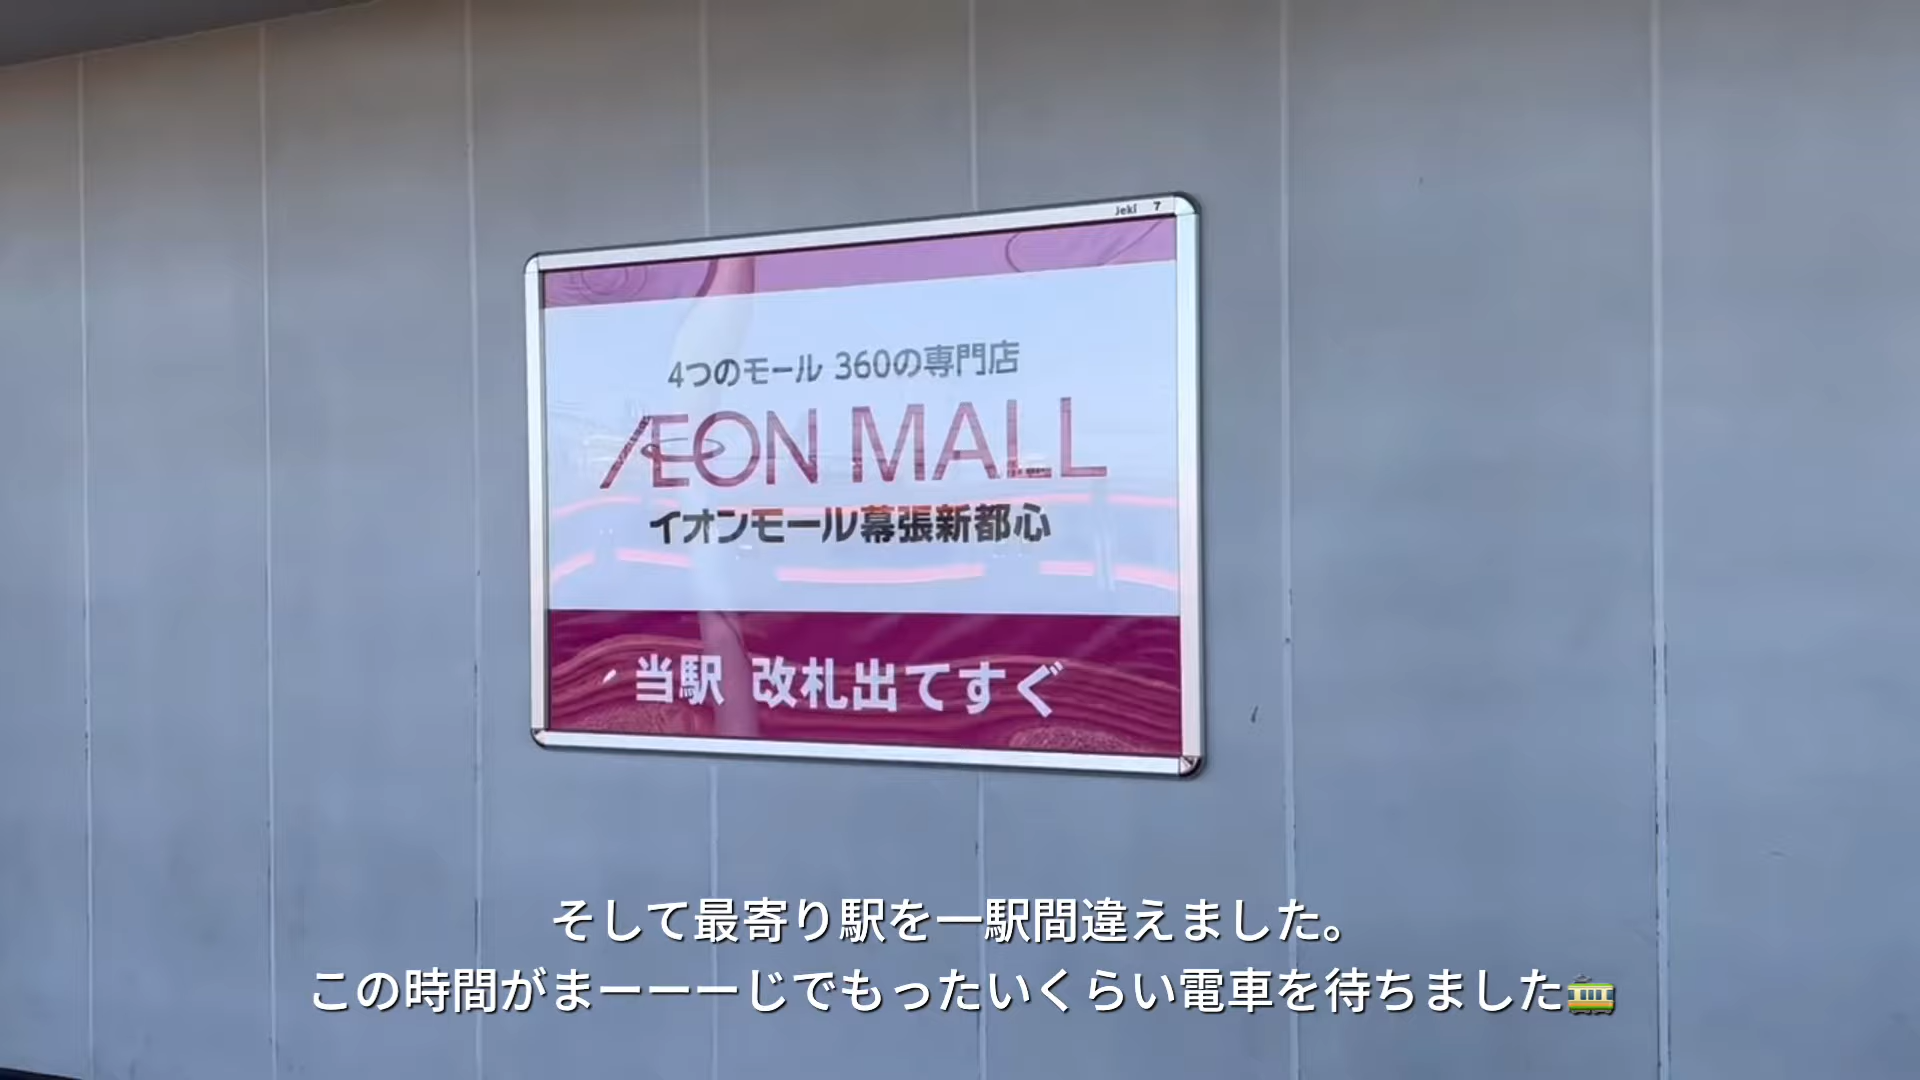 Jeki 7
4つのモール 360の専門店
ÆON MALL
イオンモール幕張新都心
当駅 改札出てすぐ
そして最寄り駅を一駅間違えました。
この時間がまーーーじでもったいくらい電車を待ちました🚃